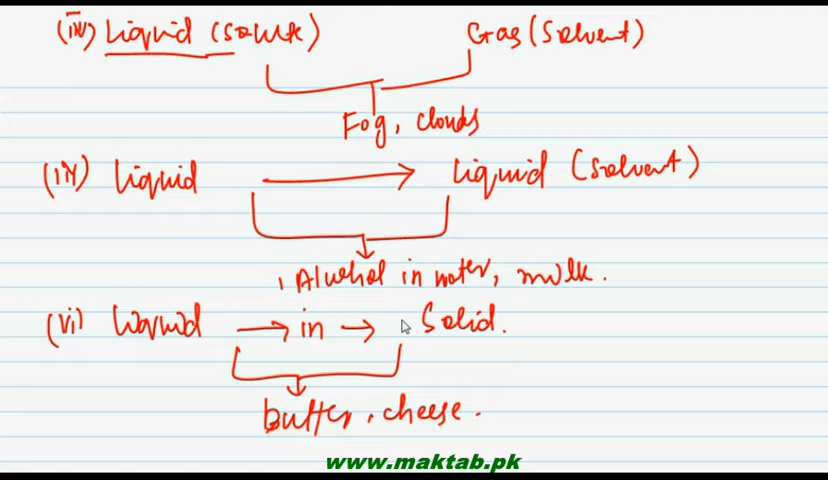 (iv) Liquid (Solute) Gas (Solvent)
Fog, clouds
(iv) Liquid → Liquid (Solvent)
Alcohol in water, milk.
(vi) Liquid → in → Solid.
butter, cheese.
www.maktab.pk